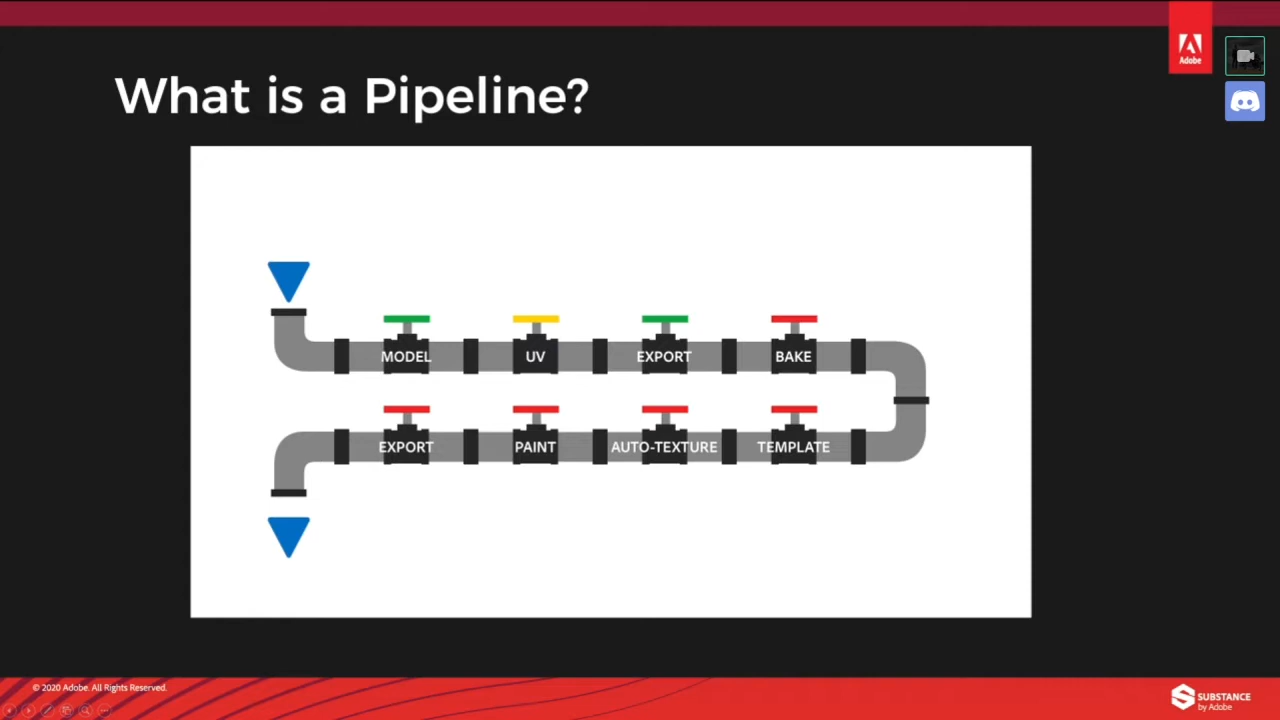 Adobe
What is a Pipeline?
MODEL
UV
EXPORT
BAKE
EXPORT
PAINT
AUTO-TEXTURE
TEMPLATE
© 2020 Adobe. All Rights Reserved.
SUBSTANCE
by Adobe